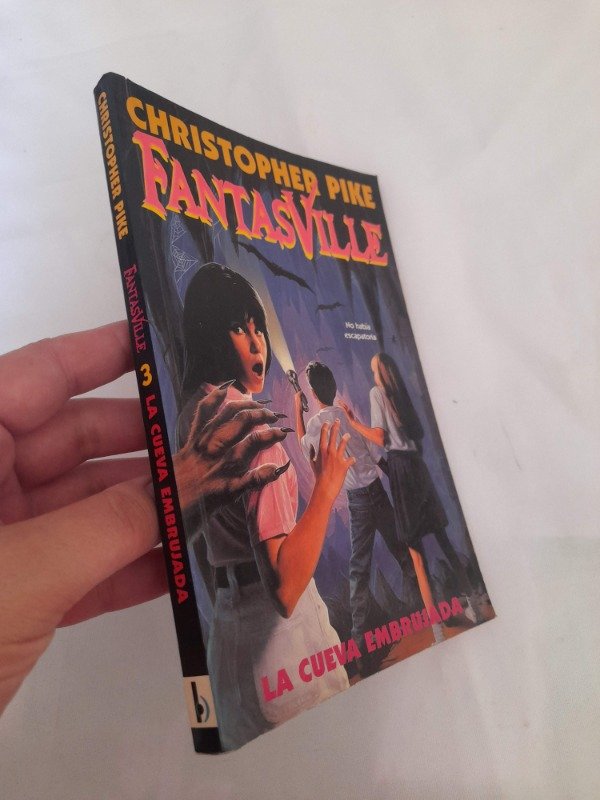 CHRISTOPHER PIKE
FANTASVILLE
No había
escapatoria
LA CUEVA EMBRUJADA
CHRISTOPHER PIKE FANTASVILLE 3 LA CUEVA EMBRUJADA
b